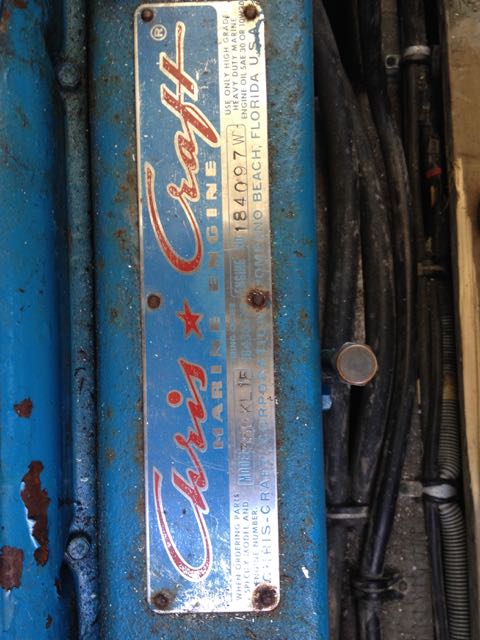 Chris ★ Craft ®
MARINE ENGINE
WHEN ORDERING PARTS
SPECIFY MODEL AND
ENGINE NUMBER.
MODEL
KL
184097 W
USE ONLY HIGH GRADE
HEAVY DUTY MARINE
ENGINE OIL SAE 30 OR
CHRIS-CRAFT CORPORATION, POMPANO BEACH, FLORIDA U.S.A.